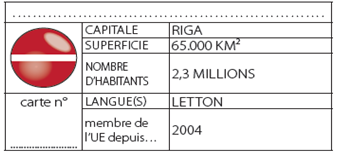 CAPITALE RIGA
SUPERFICIE 65.000 KM²
NOMBRE
D'HABITANTS 2,3 MILLIONS
carte n° LANGUE(S) LETTON
membre de
l'UE depuis... 2004